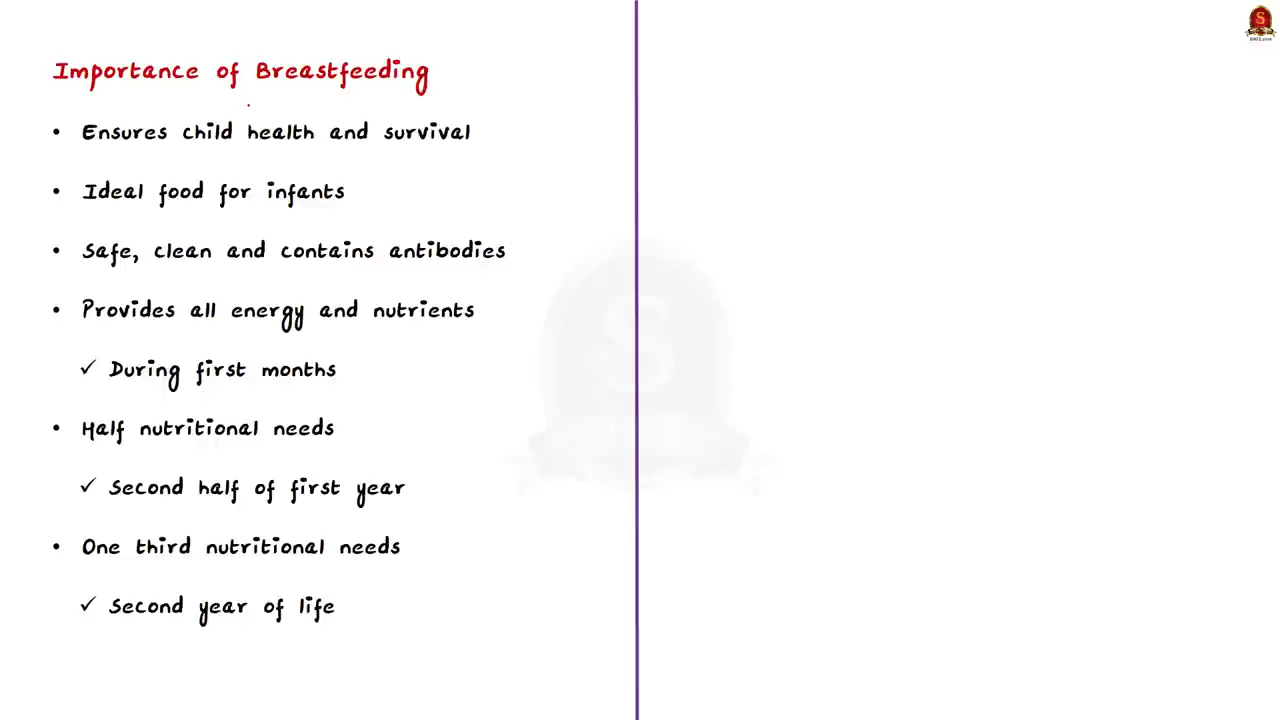 Importance of Breastfeeding
• Ensures child health and survival
• Ideal food for infants
• Safe, clean and contains antibodies
• Provides all energy and nutrients
✓ During first months
• Half nutritional needs
✓ Second half of first year
• One third nutritional needs
✓ Second year of life
S
S